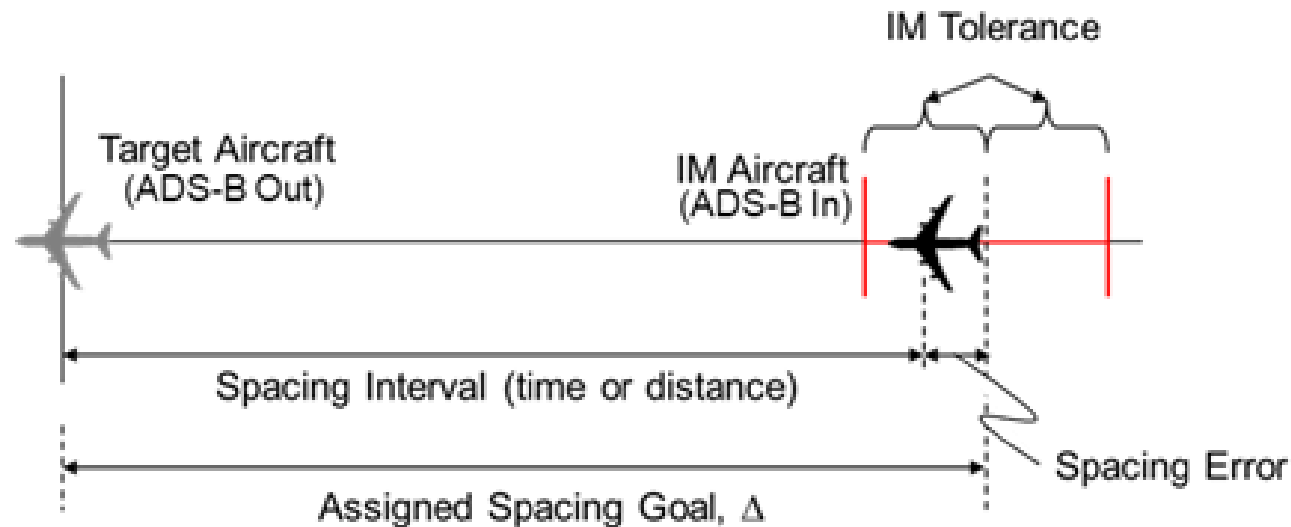 IM Tolerance
Target Aircraft
(ADS-B Out)
IM Aircraft
(ADS-B In)
Spacing Interval (time or distance)
Spacing Error
Assigned Spacing Goal, Δ